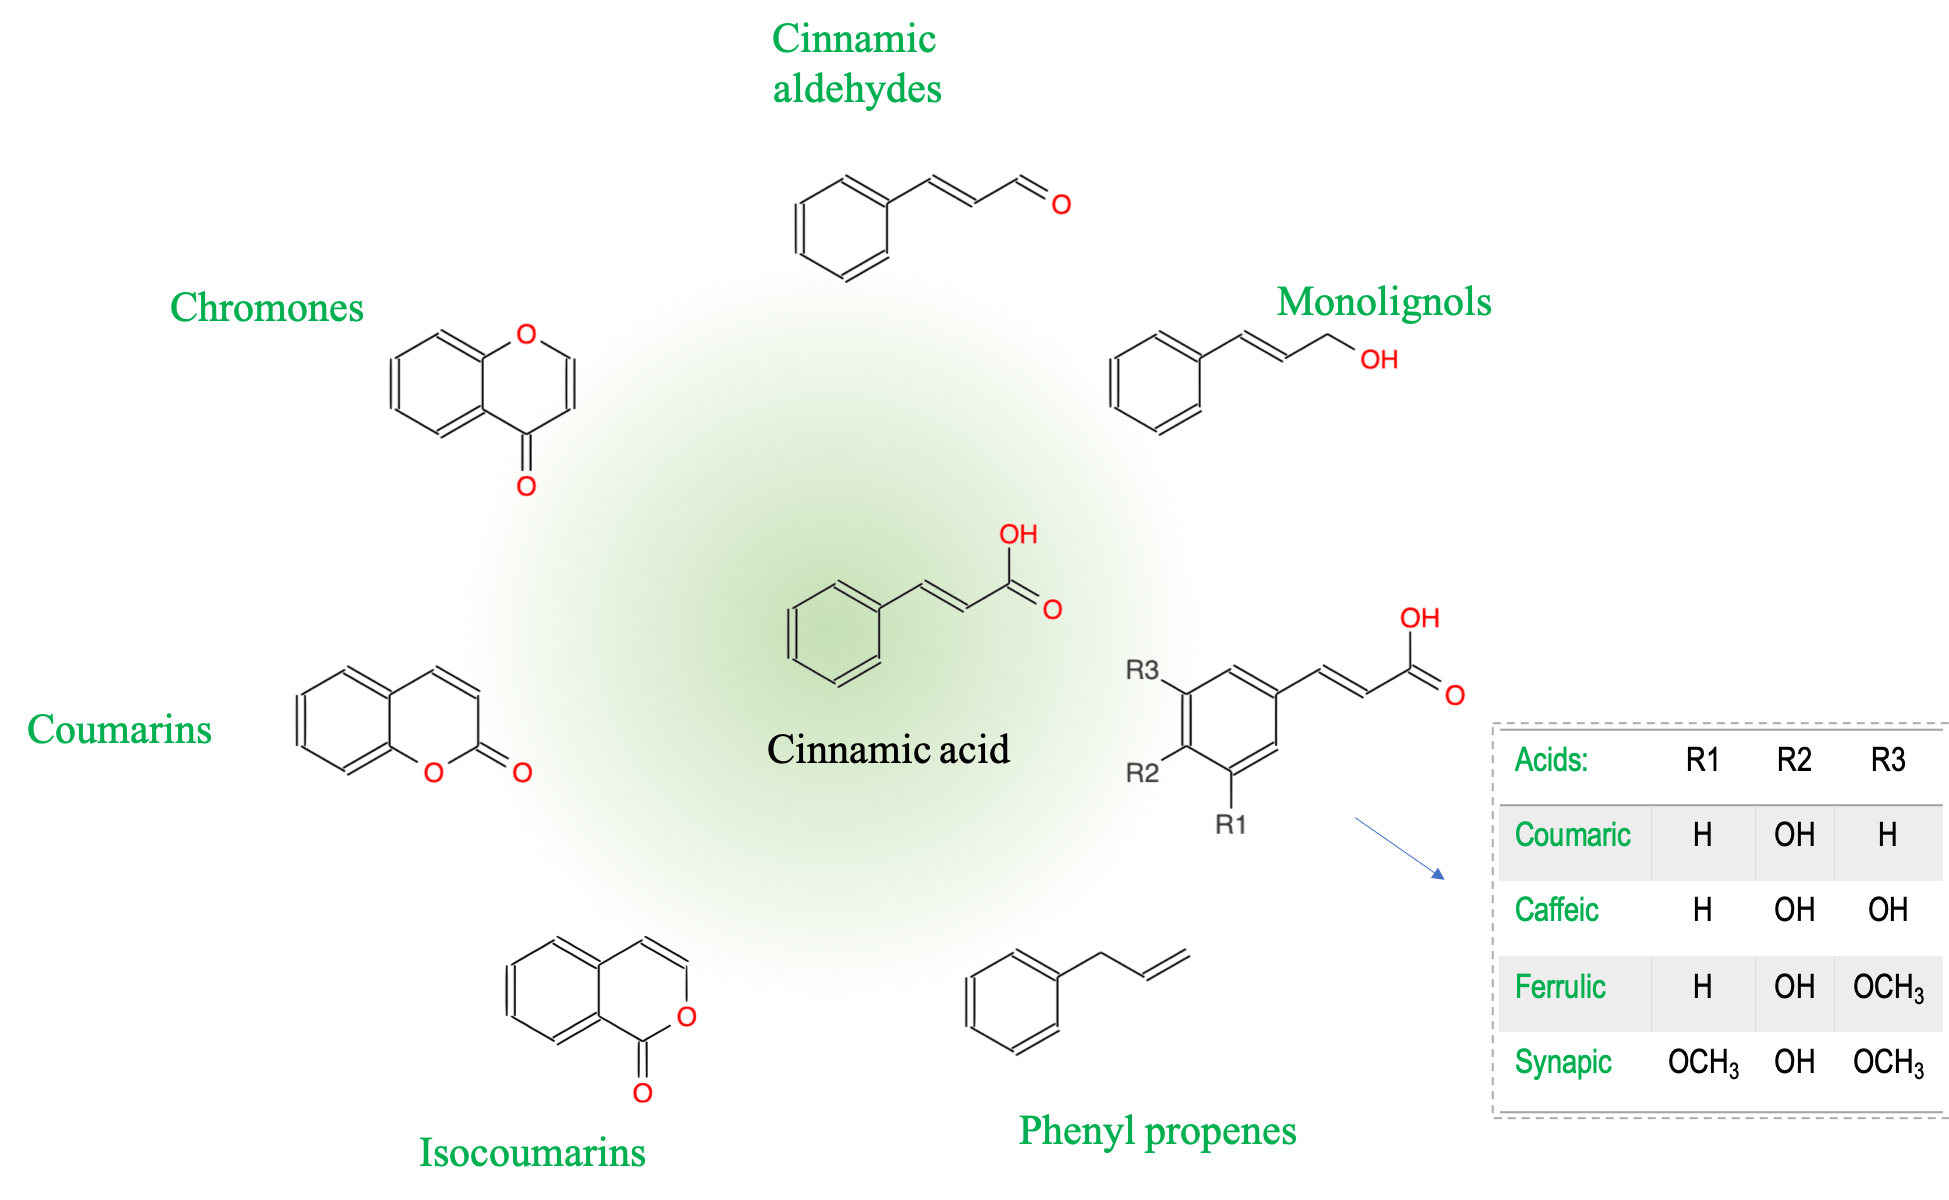 Cinnamic
aldehydes
O
Monolignols
OH
Chromones
O
O
OH
O
Cinnamic acid
OH
O
R3
R2
R1
Coumarins
O
O
Acids: R1 R2 R3
Coumaric H OH H
Caffeic H OH OH
Ferrulic H OH OCH₃
Synapic OCH₃ OH OCH₃
O
O
Isocoumarins
Phenyl propenes